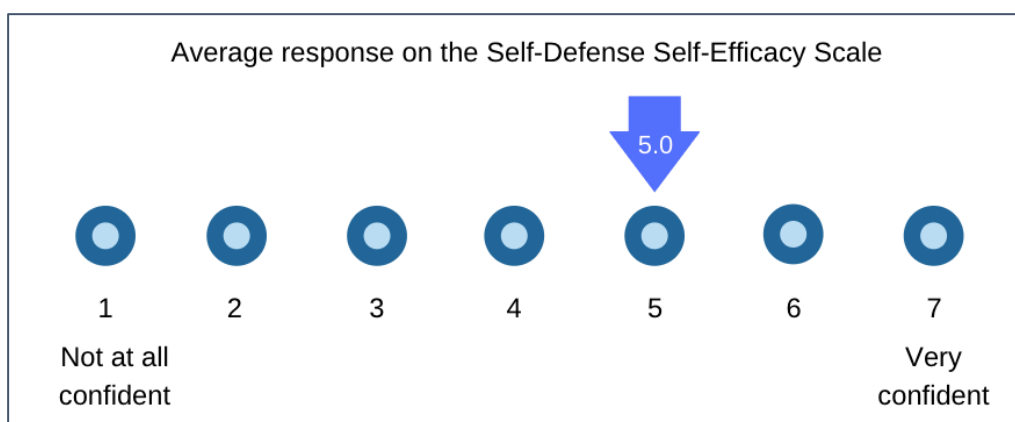 Average response on the Self-Defense Self-Efficacy Scale
5.0
1 2 3 4 5 6 7
Not at all Very
confident confident